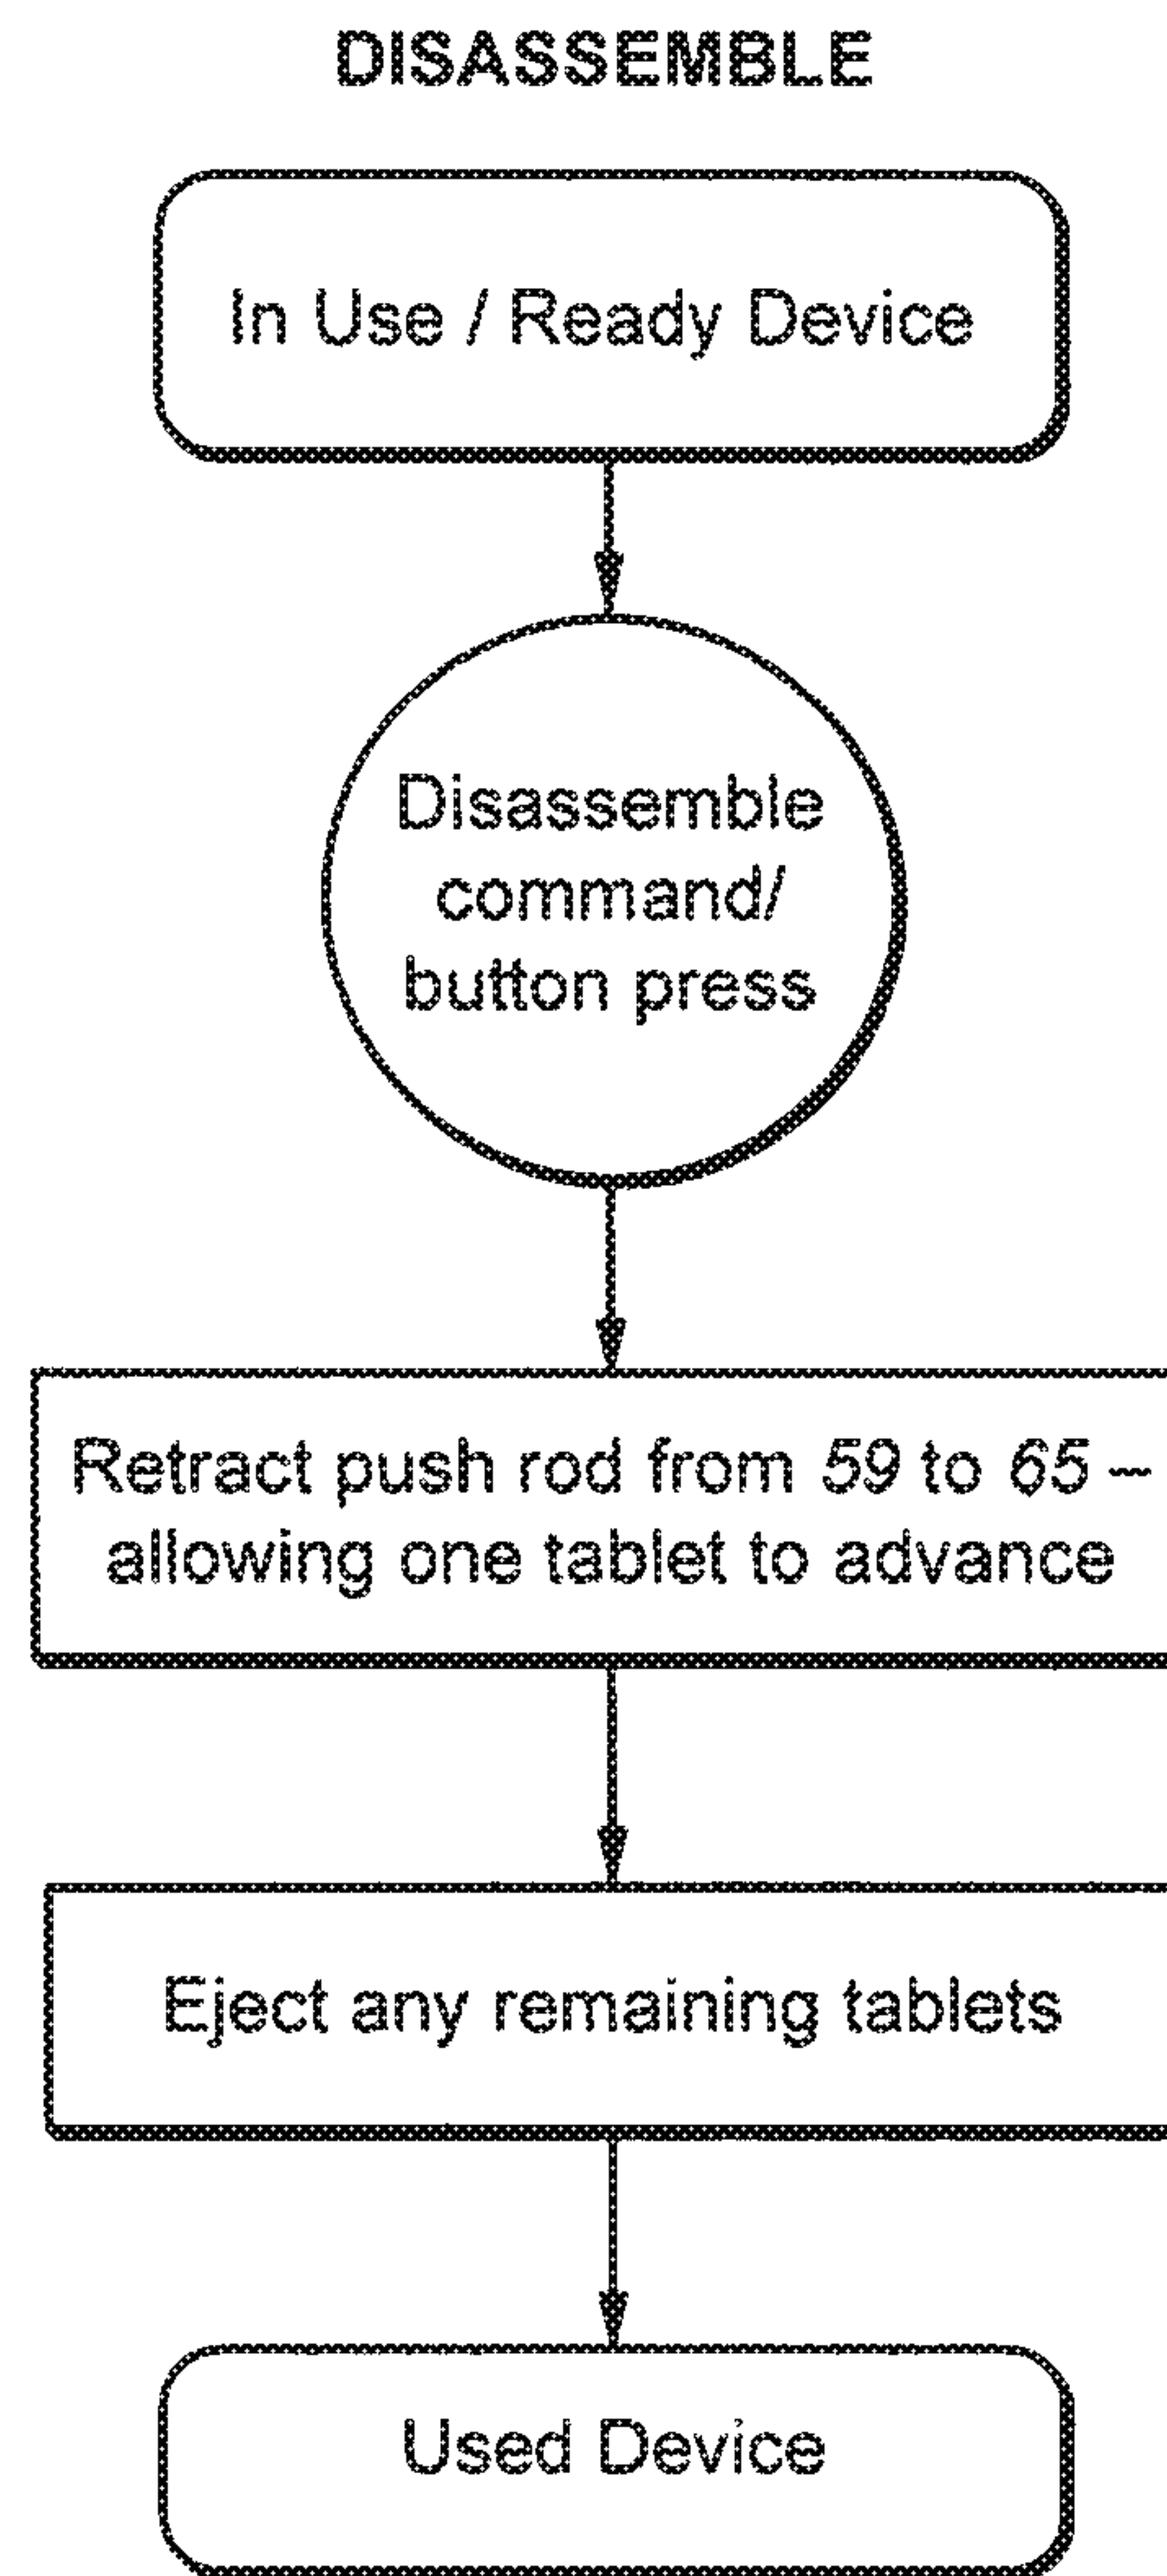 DISASSEMBLE
In Use / Ready Device
Disassemble
command/
button press
Retract push rod from 59 to 65 –
allowing one tablet to advance
Eject any remaining tablets
Used Device